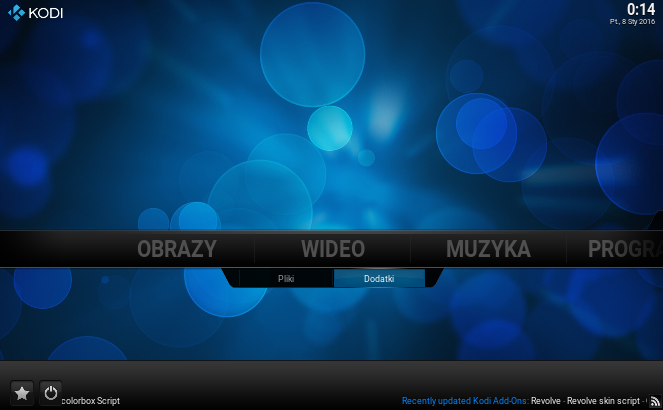 KODI
0:14
Pt., 8 Sty 2016
OBRAZY WIDEO MUZYKA PROGRA
Pliki Dodatki
colorbox Script
Recently updated Kodi Add-Ons: Revolve - Revolve skin script -